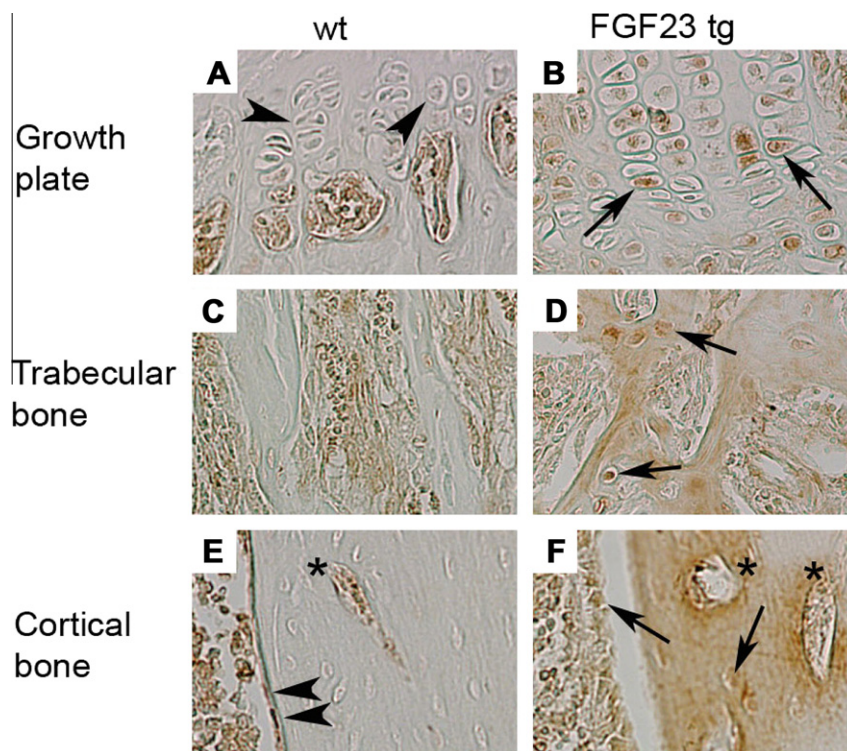 wt
FGF23 tg
Growth
plate
A
B
Trabecular
bone
C
D
Cortical
bone
E
*
F
* *